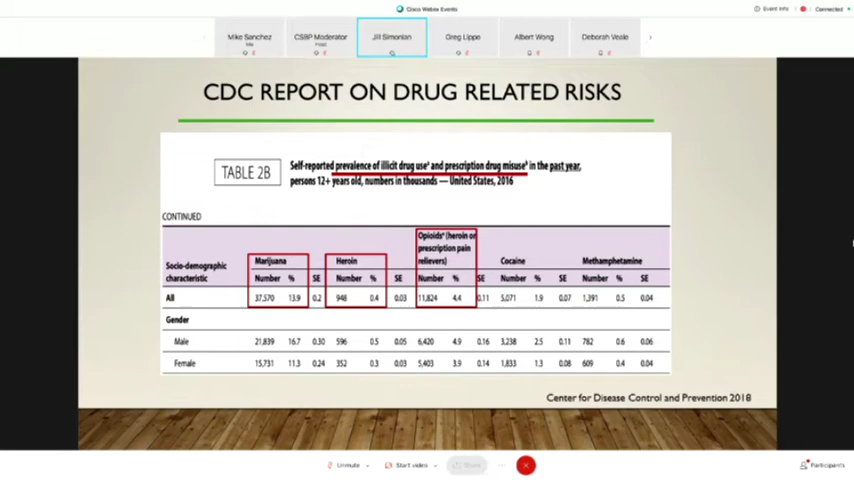 Cisco Webex Events
Event Info
Connected
Mike Sanchez
Me
CSBP Moderator
Host
Jill Simonian
Greg Lippe
Albert Wong
Deborah Veale
CDC REPORT ON DRUG RELATED RISKS
TABLE 2B
Self-reported prevalence of illicit drug useᵃ and prescription drug misuseᵇ in the past year,
persons 12+ years old, numbers in thousands — United States, 2016
CONTINUED
Socio-demographic
characteristic
Marijuana
Heroin
Opioidsᵉ (heroin or
prescription pain
relievers)
Cocaine
Methamphetamine
Number % SE Number % SE Number % SE Number % SE Number % SE
All 37,570 13.9 0.2 948 0.4 0.03 11,824 4.4 0.11 5,071 1.9 0.07 1,391 0.5 0.04
Gender
Male 21,839 16.7 0.30 596 0.5 0.05 6,420 4.9 0.16 3,238 2.5 0.11 782 0.6 0.06
Female 15,731 11.3 0.24 352 0.3 0.03 5,403 3.9 0.14 1,833 1.3 0.08 609 0.4 0.04
Center for Disease Control and Prevention 2018
Unmute
Start video
Share
Participants